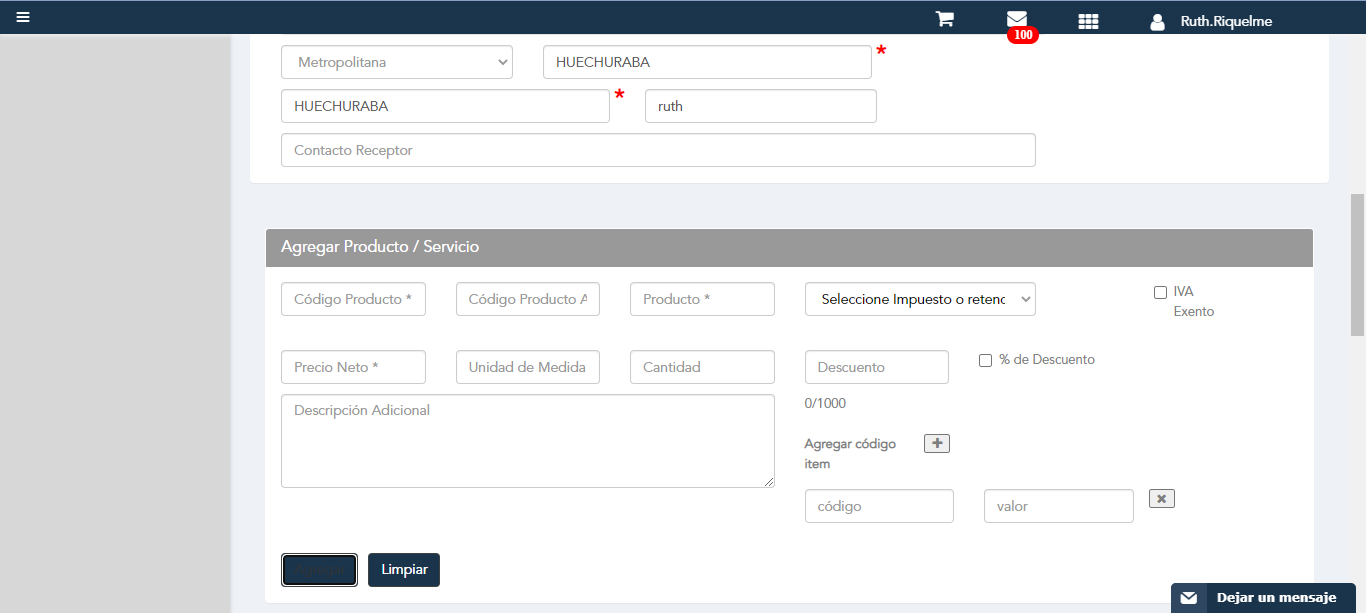 Ruth.Riquelme
100
Metropolitana
HUECHURABA *
HUECHURABA *
ruth
Contacto Receptor
Agregar Producto / Servicio
Código Producto *
Código Producto A
Producto *
Seleccione Impuesto o retenc
IVA
Exento
Precio Neto *
Unidad de Medida
Cantidad
Descuento
% de Descuento
Descripción Adicional
0/1000
Agregar código
item
código
valor
Agregar
Limpiar
Dejar un mensaje